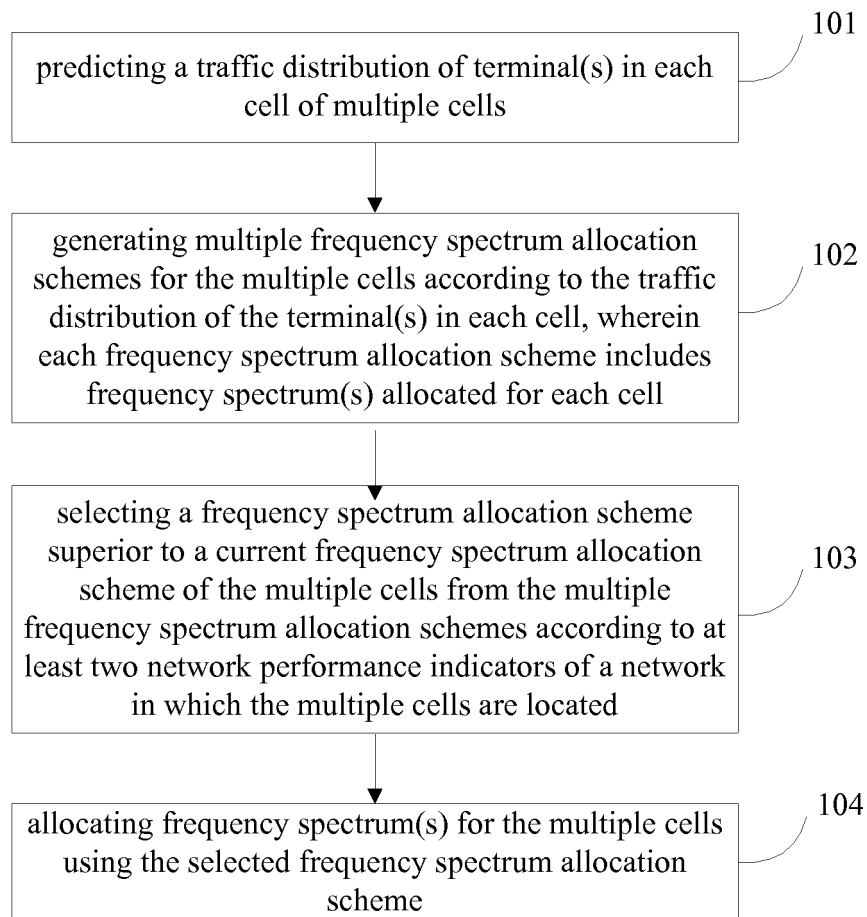 101
predicting a traffic distribution of terminal(s) in each
cell of multiple cells
102
generating multiple frequency spectrum allocation
schemes for the multiple cells according to the traffic
distribution of the terminal(s) in each cell, wherein
each frequency spectrum allocation scheme includes
frequency spectrum(s) allocated for each cell
103
selecting a frequency spectrum allocation scheme
superior to a current frequency spectrum allocation
scheme of the multiple cells from the multiple
frequency spectrum allocation schemes according to at
least two network performance indicators of a network
in which the multiple cells are located
104
allocating frequency spectrum(s) for the multiple cells
using the selected frequency spectrum allocation
scheme